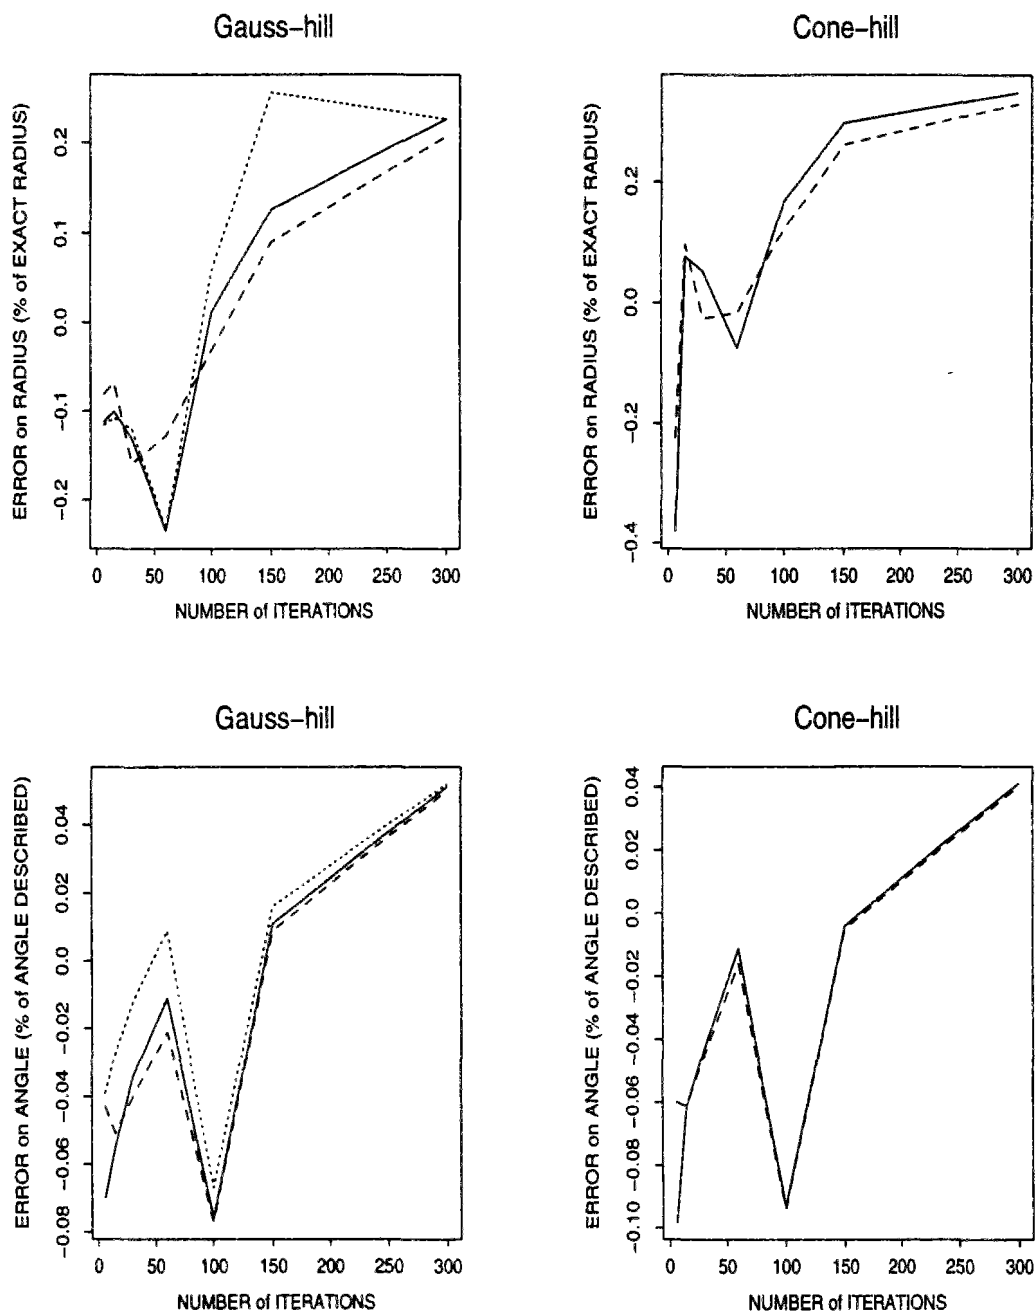 Gauss-hill
ERROR on RADIUS (% of EXACT RADIUS)
0.2
0.1
0.0
-0.1
-0.2
0 50 100 150 200 250 300
NUMBER of ITERATIONS
Cone-hill
ERROR on RADIUS (% of EXACT RADIUS)
0.2
0.0
-0.2
-0.4
0 50 100 150 200 250 300
NUMBER of ITERATIONS
Gauss-hill
ERROR on ANGLE (% of ANGLE DESCRIBED)
0.04
0.02
0.0
-0.02
-0.04
-0.06
-0.08
0 50 100 150 200 250 300
NUMBER of ITERATIONS
Cone-hill
ERROR on ANGLE (% of ANGLE DESCRIBED)
0.04
0.02
0.0
-0.02
-0.04
-0.06
-0.08
-0.10
0 50 100 150 200 250 300
NUMBER of ITERATIONS